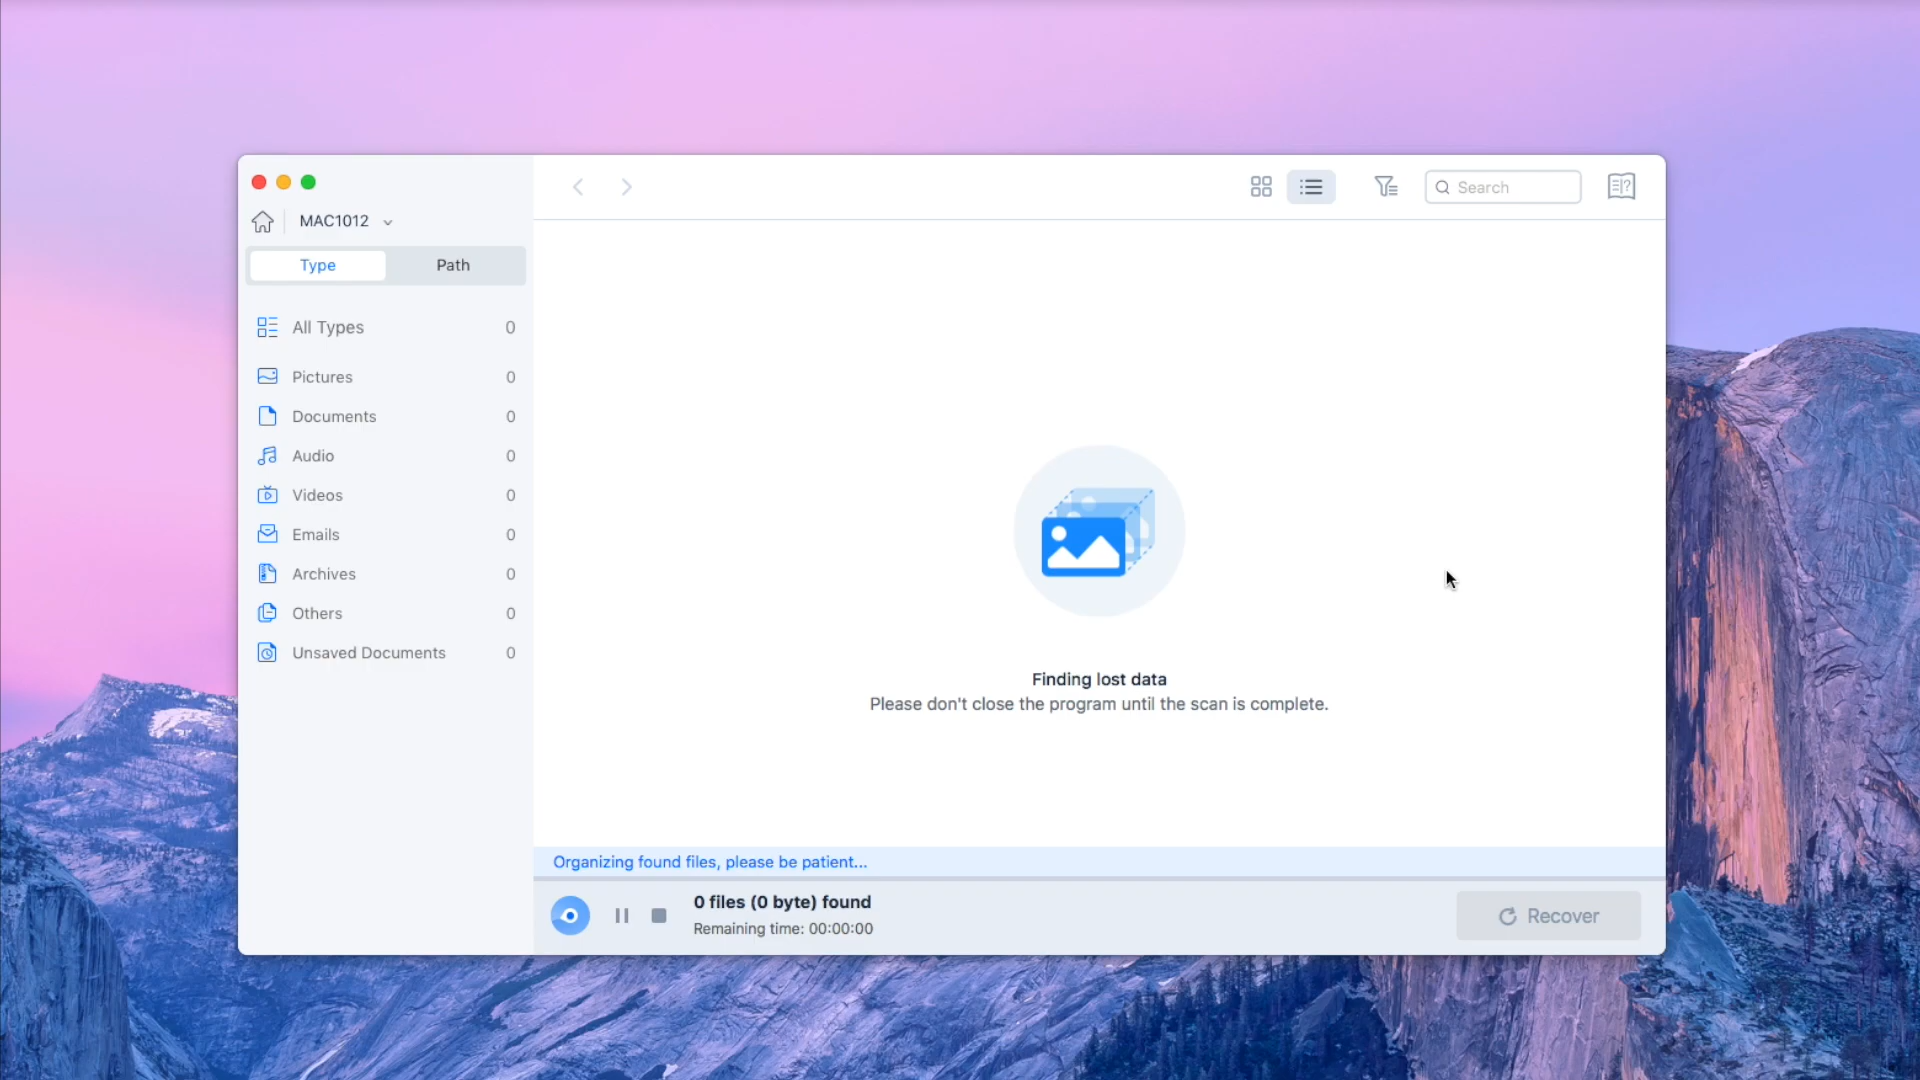 MAC1012
Search
Type
Path
All Types 0
Pictures 0
Documents 0
Audio 0
Videos 0
Emails 0
Archives 0
Others 0
Unsaved Documents 0
Finding lost data
Please don't close the program until the scan is complete.
Organizing found files, please be patient...
0 files (0 byte) found
Remaining time: 00:00:00
Recover